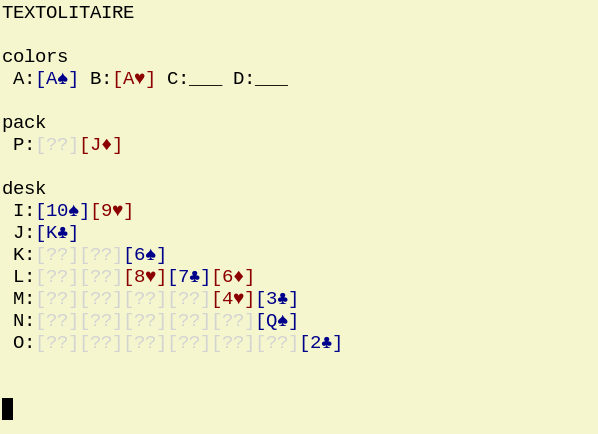 TEXTOLITAIRE
colors
A:[A♠] B:[A♥] C:___ D:___
pack
P:[??][J♦]
desk
I:[10♠][9♥]
J:[K♣]
K:[??][??][6♠]
L:[??][??][8♥][7♣][6♦]
M:[??][??][??][??][4♥][3♣]
N:[??][??][??][??][??][Q♠]
O:[??][??][??][??][??][??][2♣]